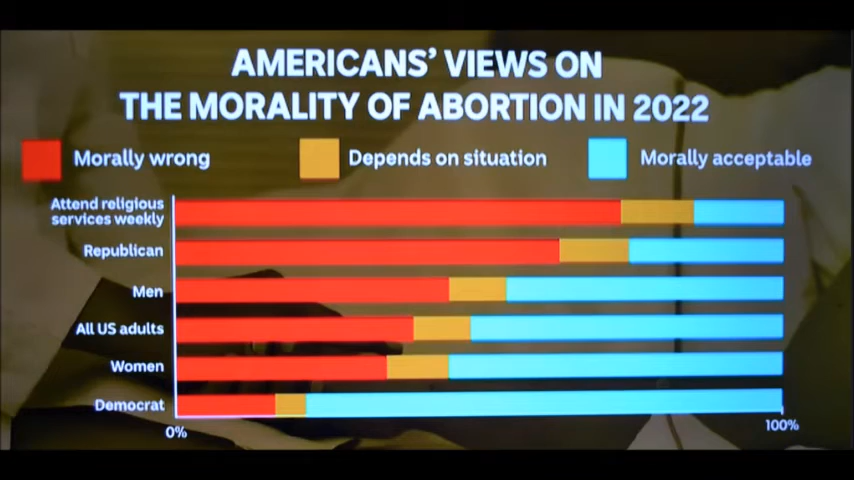 AMERICANS' VIEWS ON
THE MORALITY OF ABORTION IN 2022
Morally wrong
Depends on situation
Morally acceptable
Attend religious
services weekly
Republican
Men
All US adults
Women
Democrat
0%
100%